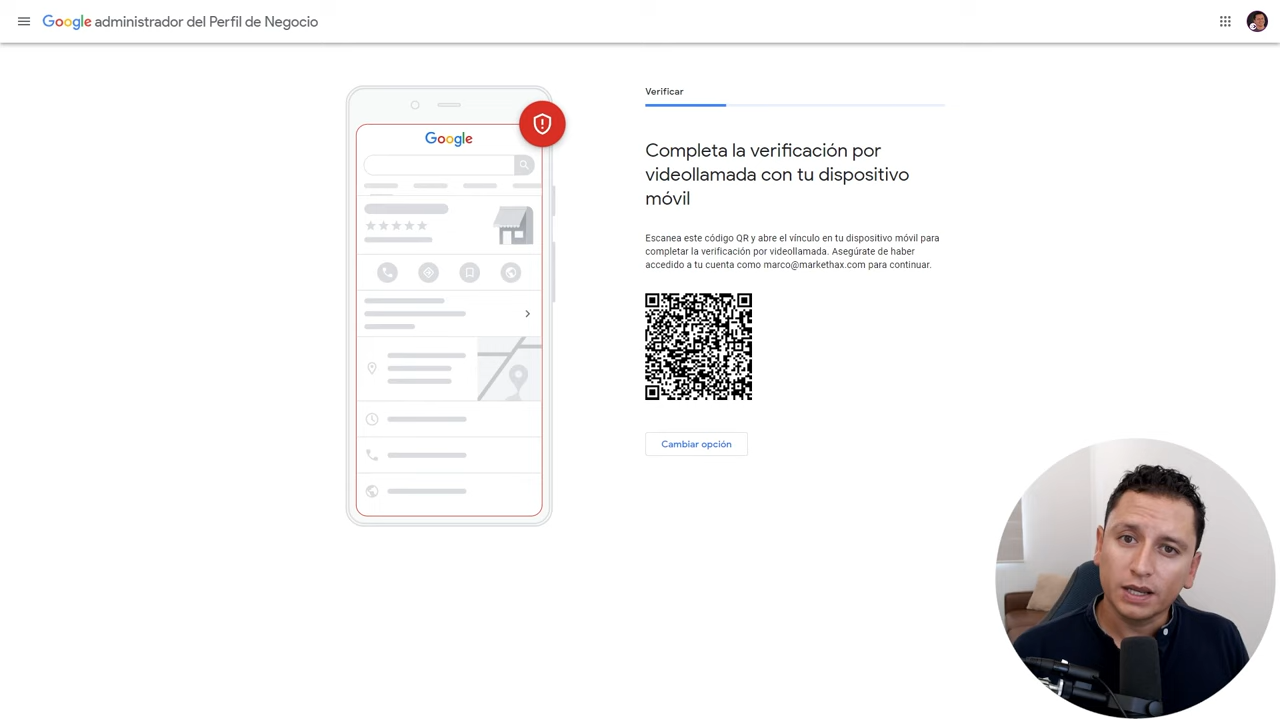 Google administrador del Perfil de Negocio
Google
Verificar
Completa la verificación por
videollamada con tu dispositivo
móvil
Escanea este código QR y abre el vínculo en tu dispositivo móvil para
completar la verificación por videollamada. Asegúrate de haber
accedido a tu cuenta como marco@markethax.com para continuar.
Cambiar opción